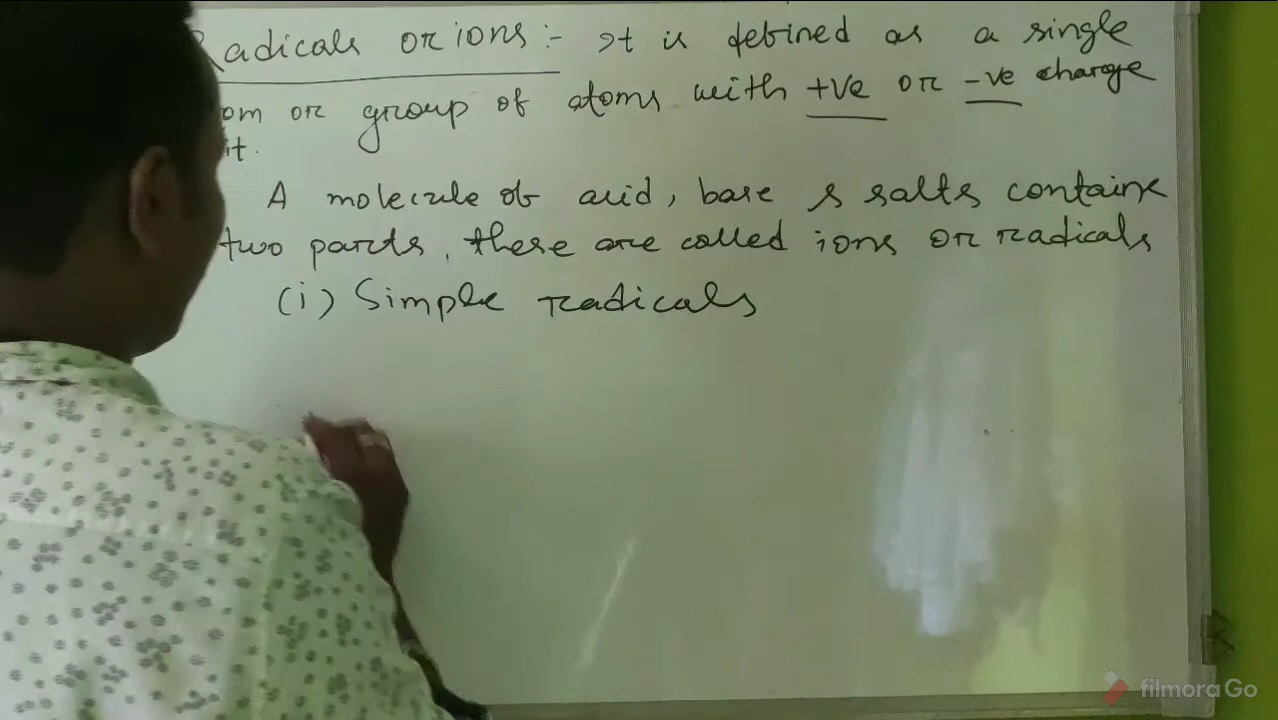 Radicals or ions :- It is defined as a single
om or group of atoms with +ve or -ve charge
it.
A molecule of acid, base & salts contains
two parts, these are called ions or radicals
(i) Simple radicals
filmoraGo